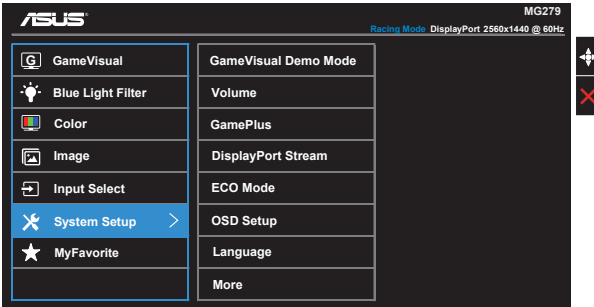 ASUS
MG279
Racing Mode DisplayPort 2560x1440 @ 60Hz
G GameVisual
Blue Light Filter
Color
Image
Input Select
System Setup
MyFavorite
GameVisual Demo Mode
Volume
GamePlus
DisplayPort Stream
ECO Mode
OSD Setup
Language
More